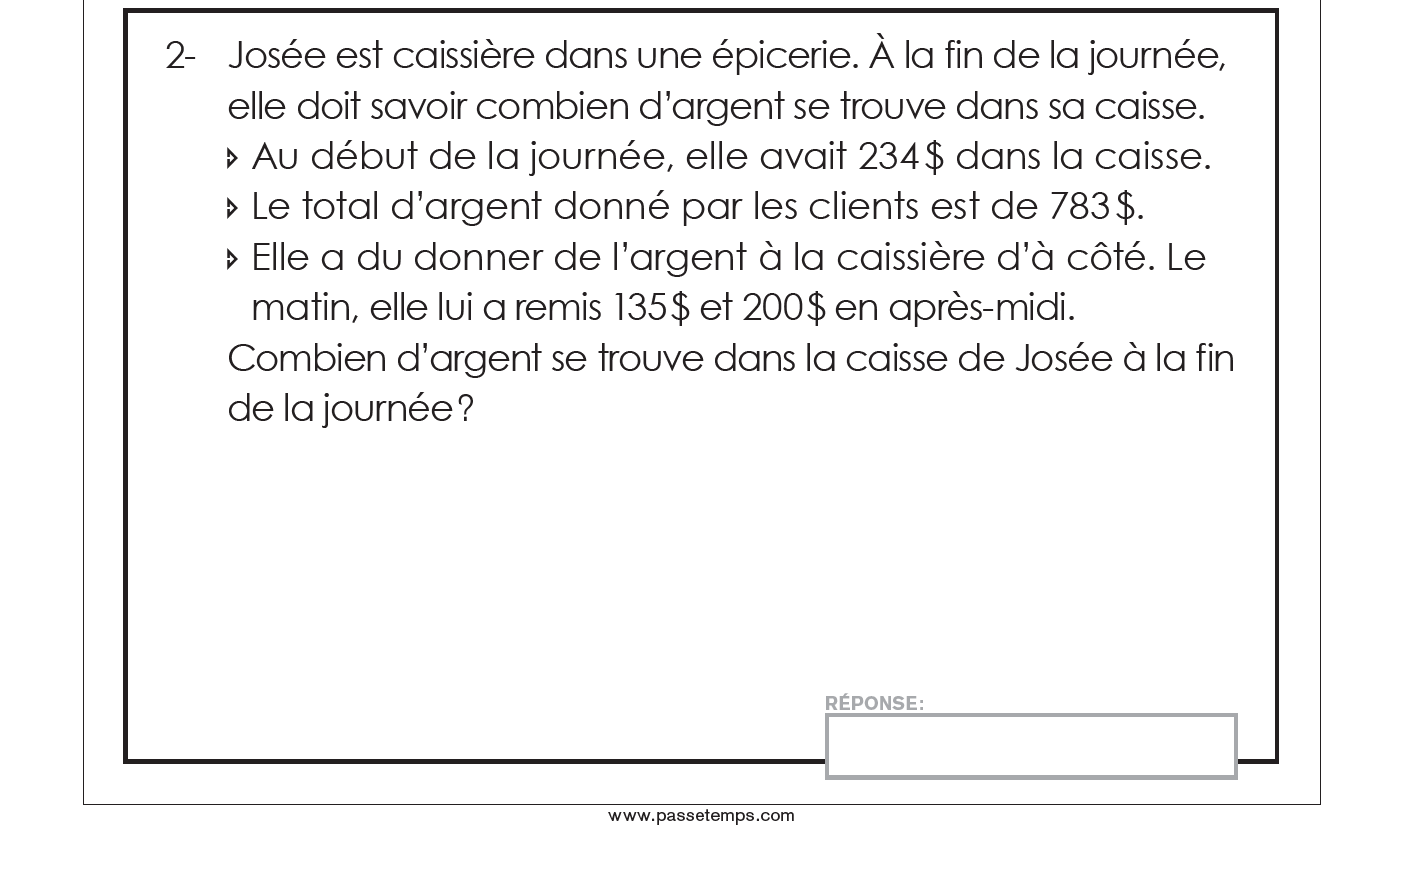 2- Josée est caissière dans une épicerie. À la fin de la journée,
elle doit savoir combien d’argent se trouve dans sa caisse.
Au début de la journée, elle avait 234$ dans la caisse.
Le total d’argent donné par les clients est de 783$.
Elle a du donner de l’argent à la caissière d’à côté. Le
matin, elle lui a remis 135$ et 200$ en après-midi.
Combien d’argent se trouve dans la caisse de Josée à la fin
de la journée?
RÉPONSE:
www.passetemps.com